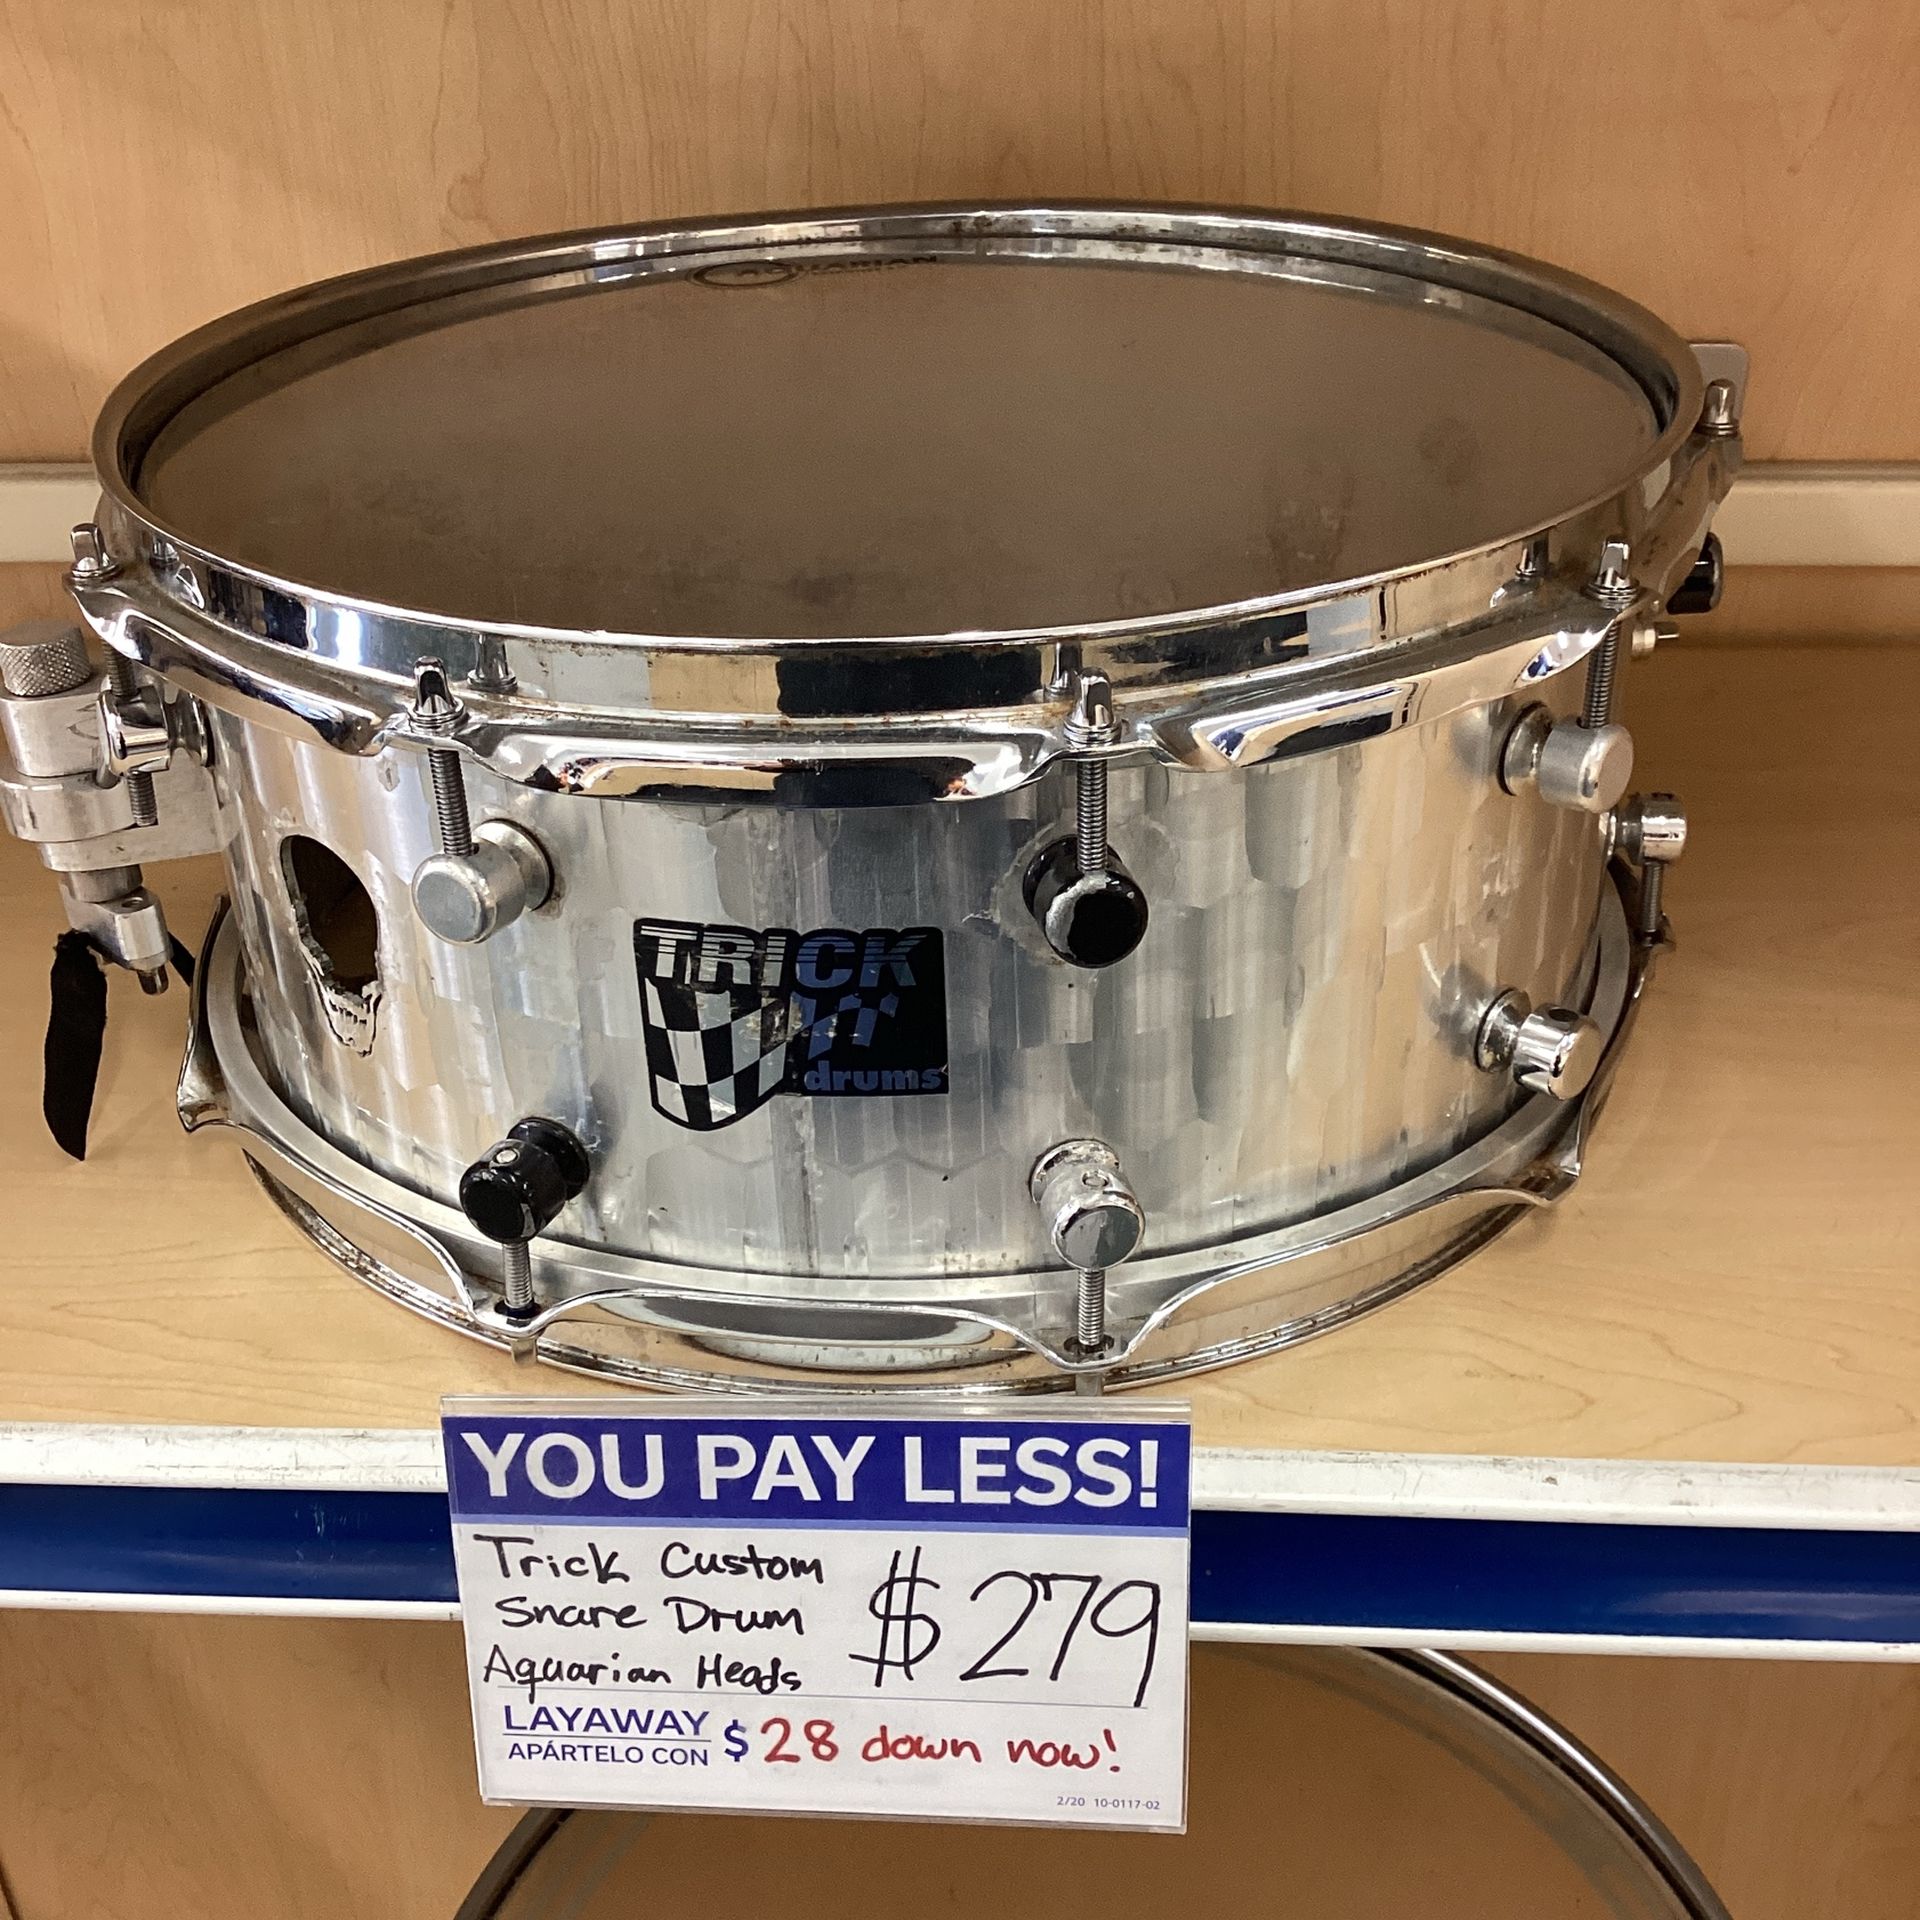 AQUARIAN
TRICK
drums
YOU PAY LESS!
Trick Custom
Snare Drum
Aquarian Heads
$279
LAYAWAY
APÁRTELO CON
$28 down now!
2/20 10-0117-02